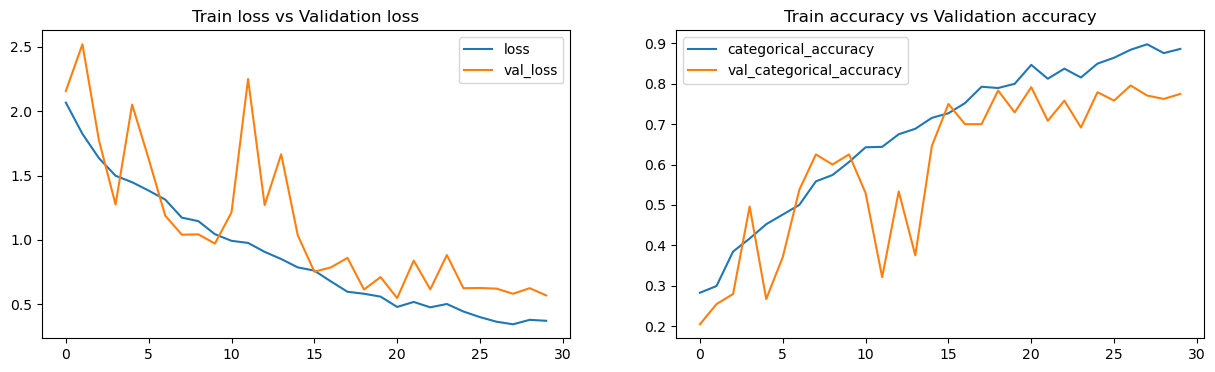 Train loss vs Validation loss
loss
val_loss
2.5
2.0
1.5
1.0
0.5
0 5 10 15 20 25 30
Train accuracy vs Validation accuracy
categorical_accuracy
val_categorical_accuracy
0.9
0.8
0.7
0.6
0.5
0.4
0.3
0.2
0 5 10 15 20 25 30